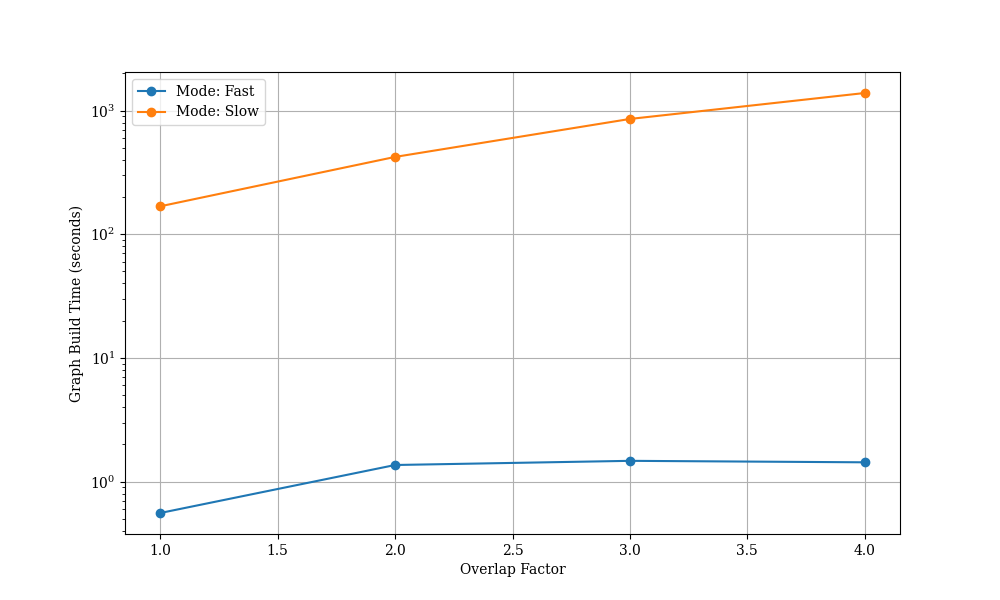 Mode: Fast
Mode: Slow
10³
10²
10¹
10⁰
Graph Build Time (seconds)
1.0 1.5 2.0 2.5 3.0 3.5 4.0
Overlap Factor